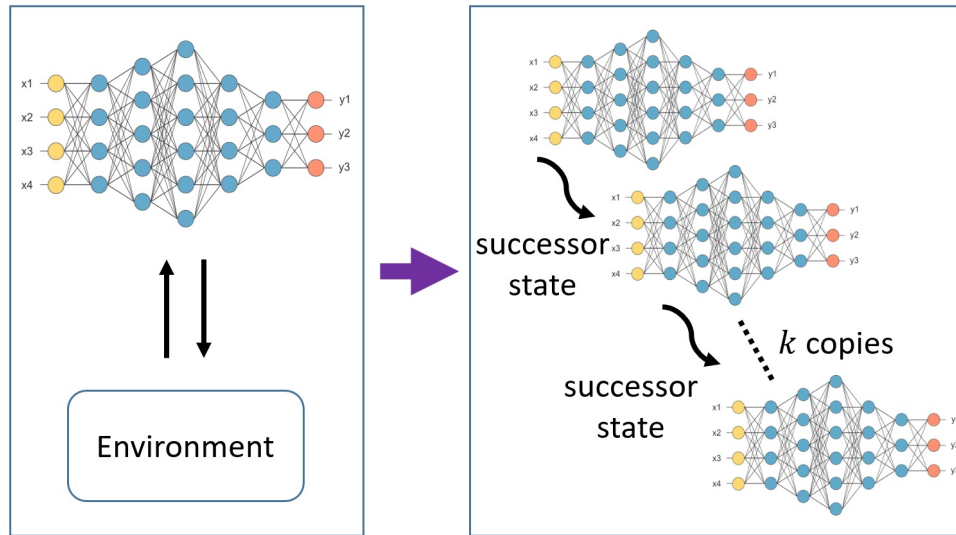 x1
x2
x3
x4
y1
y2
y3
Environment
x1
x2
x3
x4
y1
y2
y3
successor
state
x1
x2
x3
x4
y1
y2
y3
k copies
successor
state
x1
x2
x3
x4